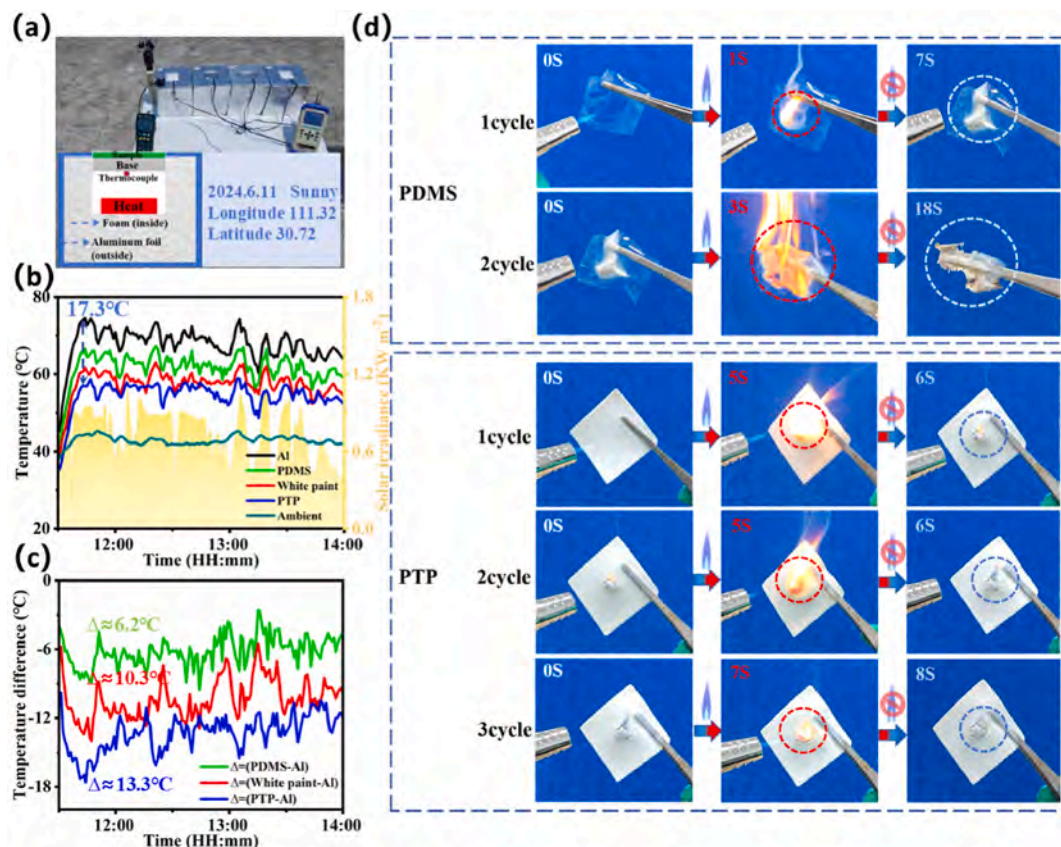 (a)
Sample
Base
Thermocouple
Heat
Foam (inside)
Aluminum foil
(outside)
2024.6.11 Sunny
Longitude 111.32
Latitude 30.72
(b)
80
60
40
20
Temperature (°C)
17.3°C
Al
PDMS
White paint
PTP
Ambient
1.8
1.2
0.6
0.0
Solar irradiance (KW m⁻²)
12:00 13:00 14:00
Time (HH:mm)
(c)
0
-6
-12
-18
Temperature difference (°C)
Δ≈6.2°C
Δ≈10.3°C
Δ≈13.3°C
Δ=(PDMS-Al)
Δ=(White paint-Al)
Δ=(PTP-Al)
12:00 13:00 14:00
Time (HH:mm)
(d)
PDMS
1cycle
0S 1S 7S
2cycle
0S 3S 18S
PTP
1cycle
0S 5S 6S
2cycle
0S 5S 6S
3cycle
0S 7S 8S